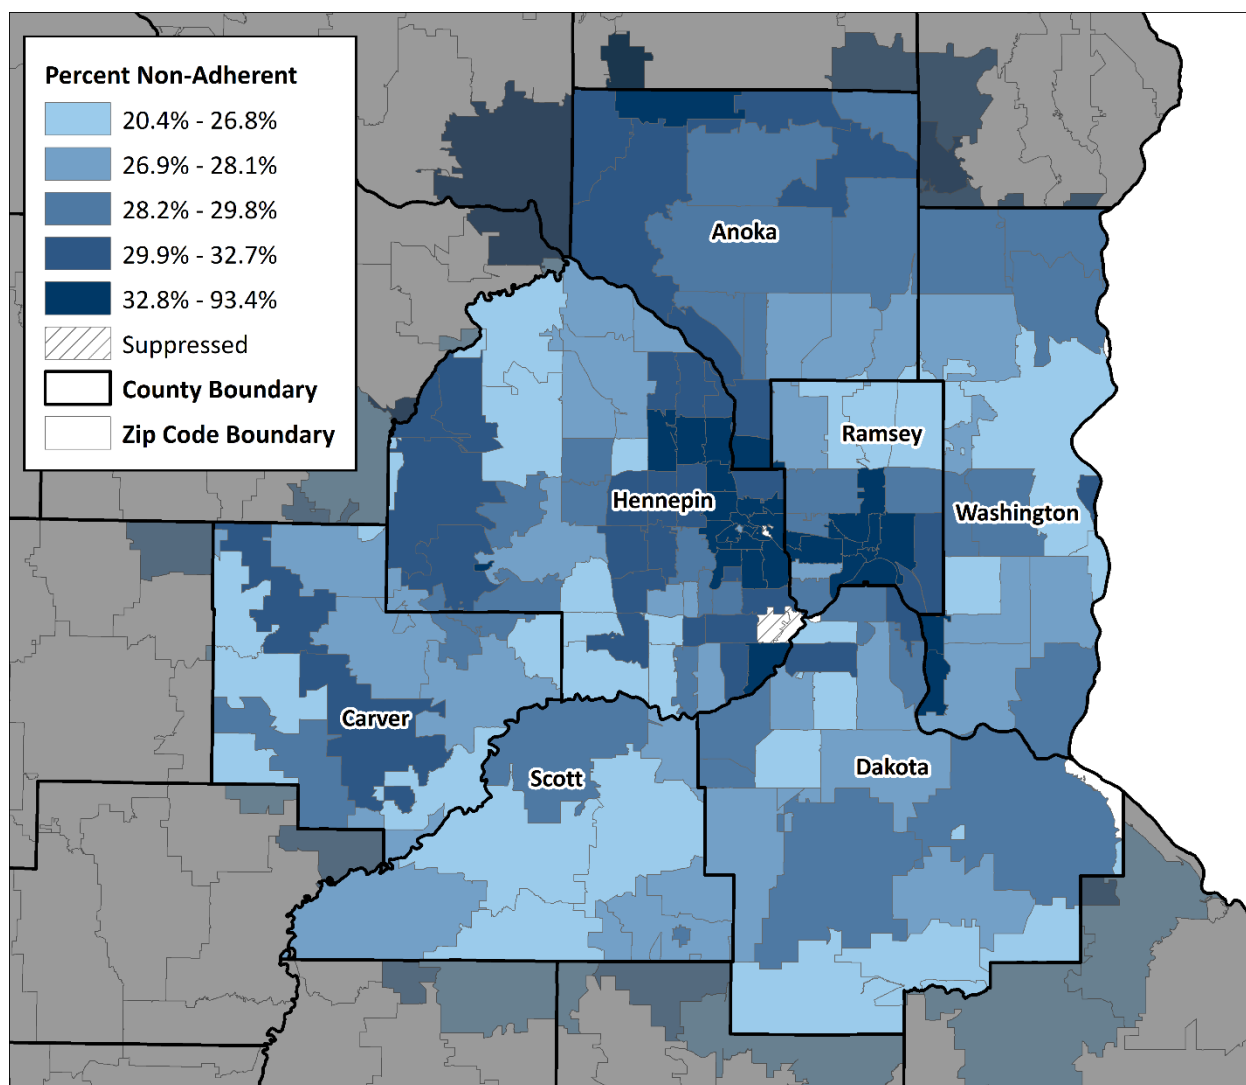 Percent Non-Adherent
20.4% - 26.8%
26.9% - 28.1%
28.2% - 29.8%
29.9% - 32.7%
32.8% - 93.4%
Suppressed
County Boundary
Zip Code Boundary
Anoka
Ramsey
Hennepin
Washington
Carver
Scott
Dakota